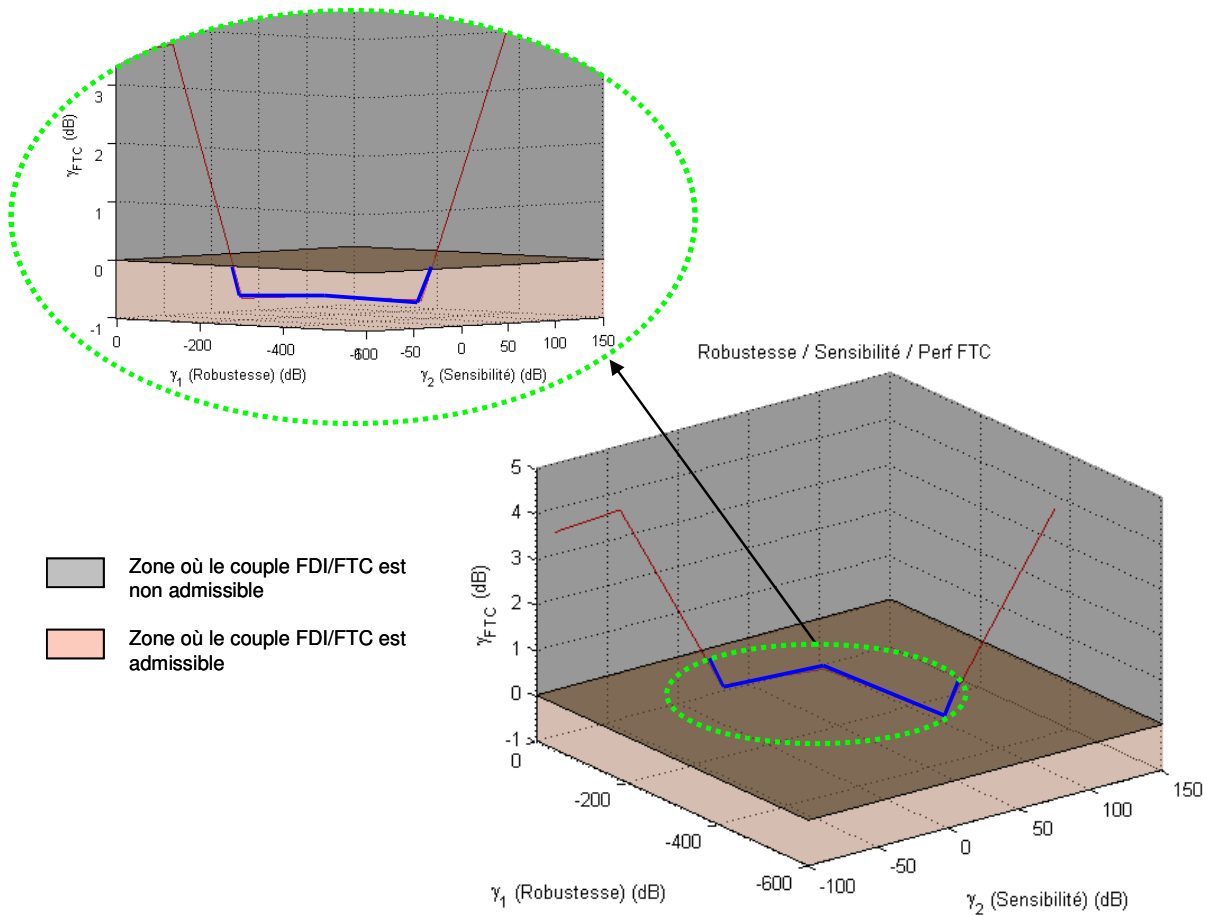 3
2
1
0
-1
γFTC (dB)
0
-200
-400
-600
-50
0
50
100
150
γ1 (Robustesse) (dB)
γ2 (Sensibilité) (dB)
Robustesse / Sensibilité / Perf FTC
5
4
3
2
1
0
-1
γFTC (dB)
0
-200
-400
-600
-100
-50
0
50
100
150
γ1 (Robustesse) (dB)
γ2 (Sensibilité) (dB)
Zone où le couple FDI/FTC est
non admissible
Zone où le couple FDI/FTC est
admissible